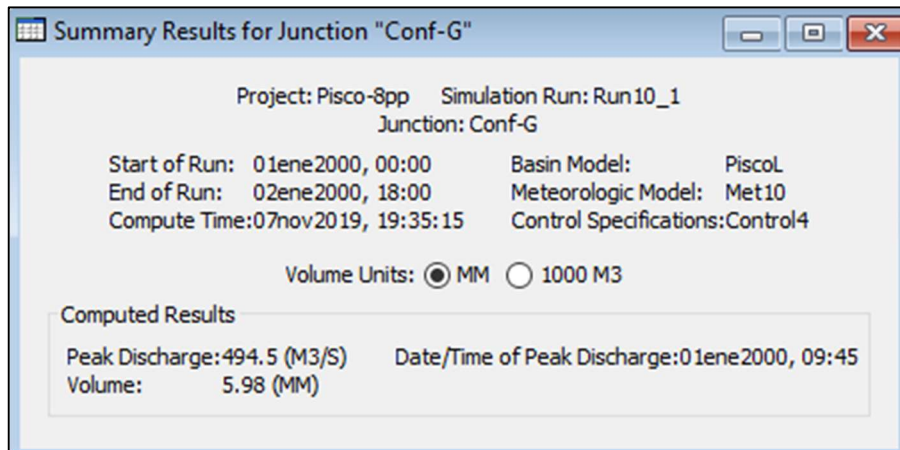 Summary Results for Junction "Conf-G"
Project: Pisco-8pp Simulation Run: Run10_1
Junction: Conf-G
Start of Run: 01ene2000, 00:00 Basin Model: PiscoL
End of Run: 02ene2000, 18:00 Meteorologic Model: Met10
Compute Time:07nov2019, 19:35:15 Control Specifications:Control4
Volume Units: MM 1000 M3
Computed Results
Peak Discharge:494.5 (M3/S) Date/Time of Peak Discharge:01ene2000, 09:45
Volume: 5.98 (MM)